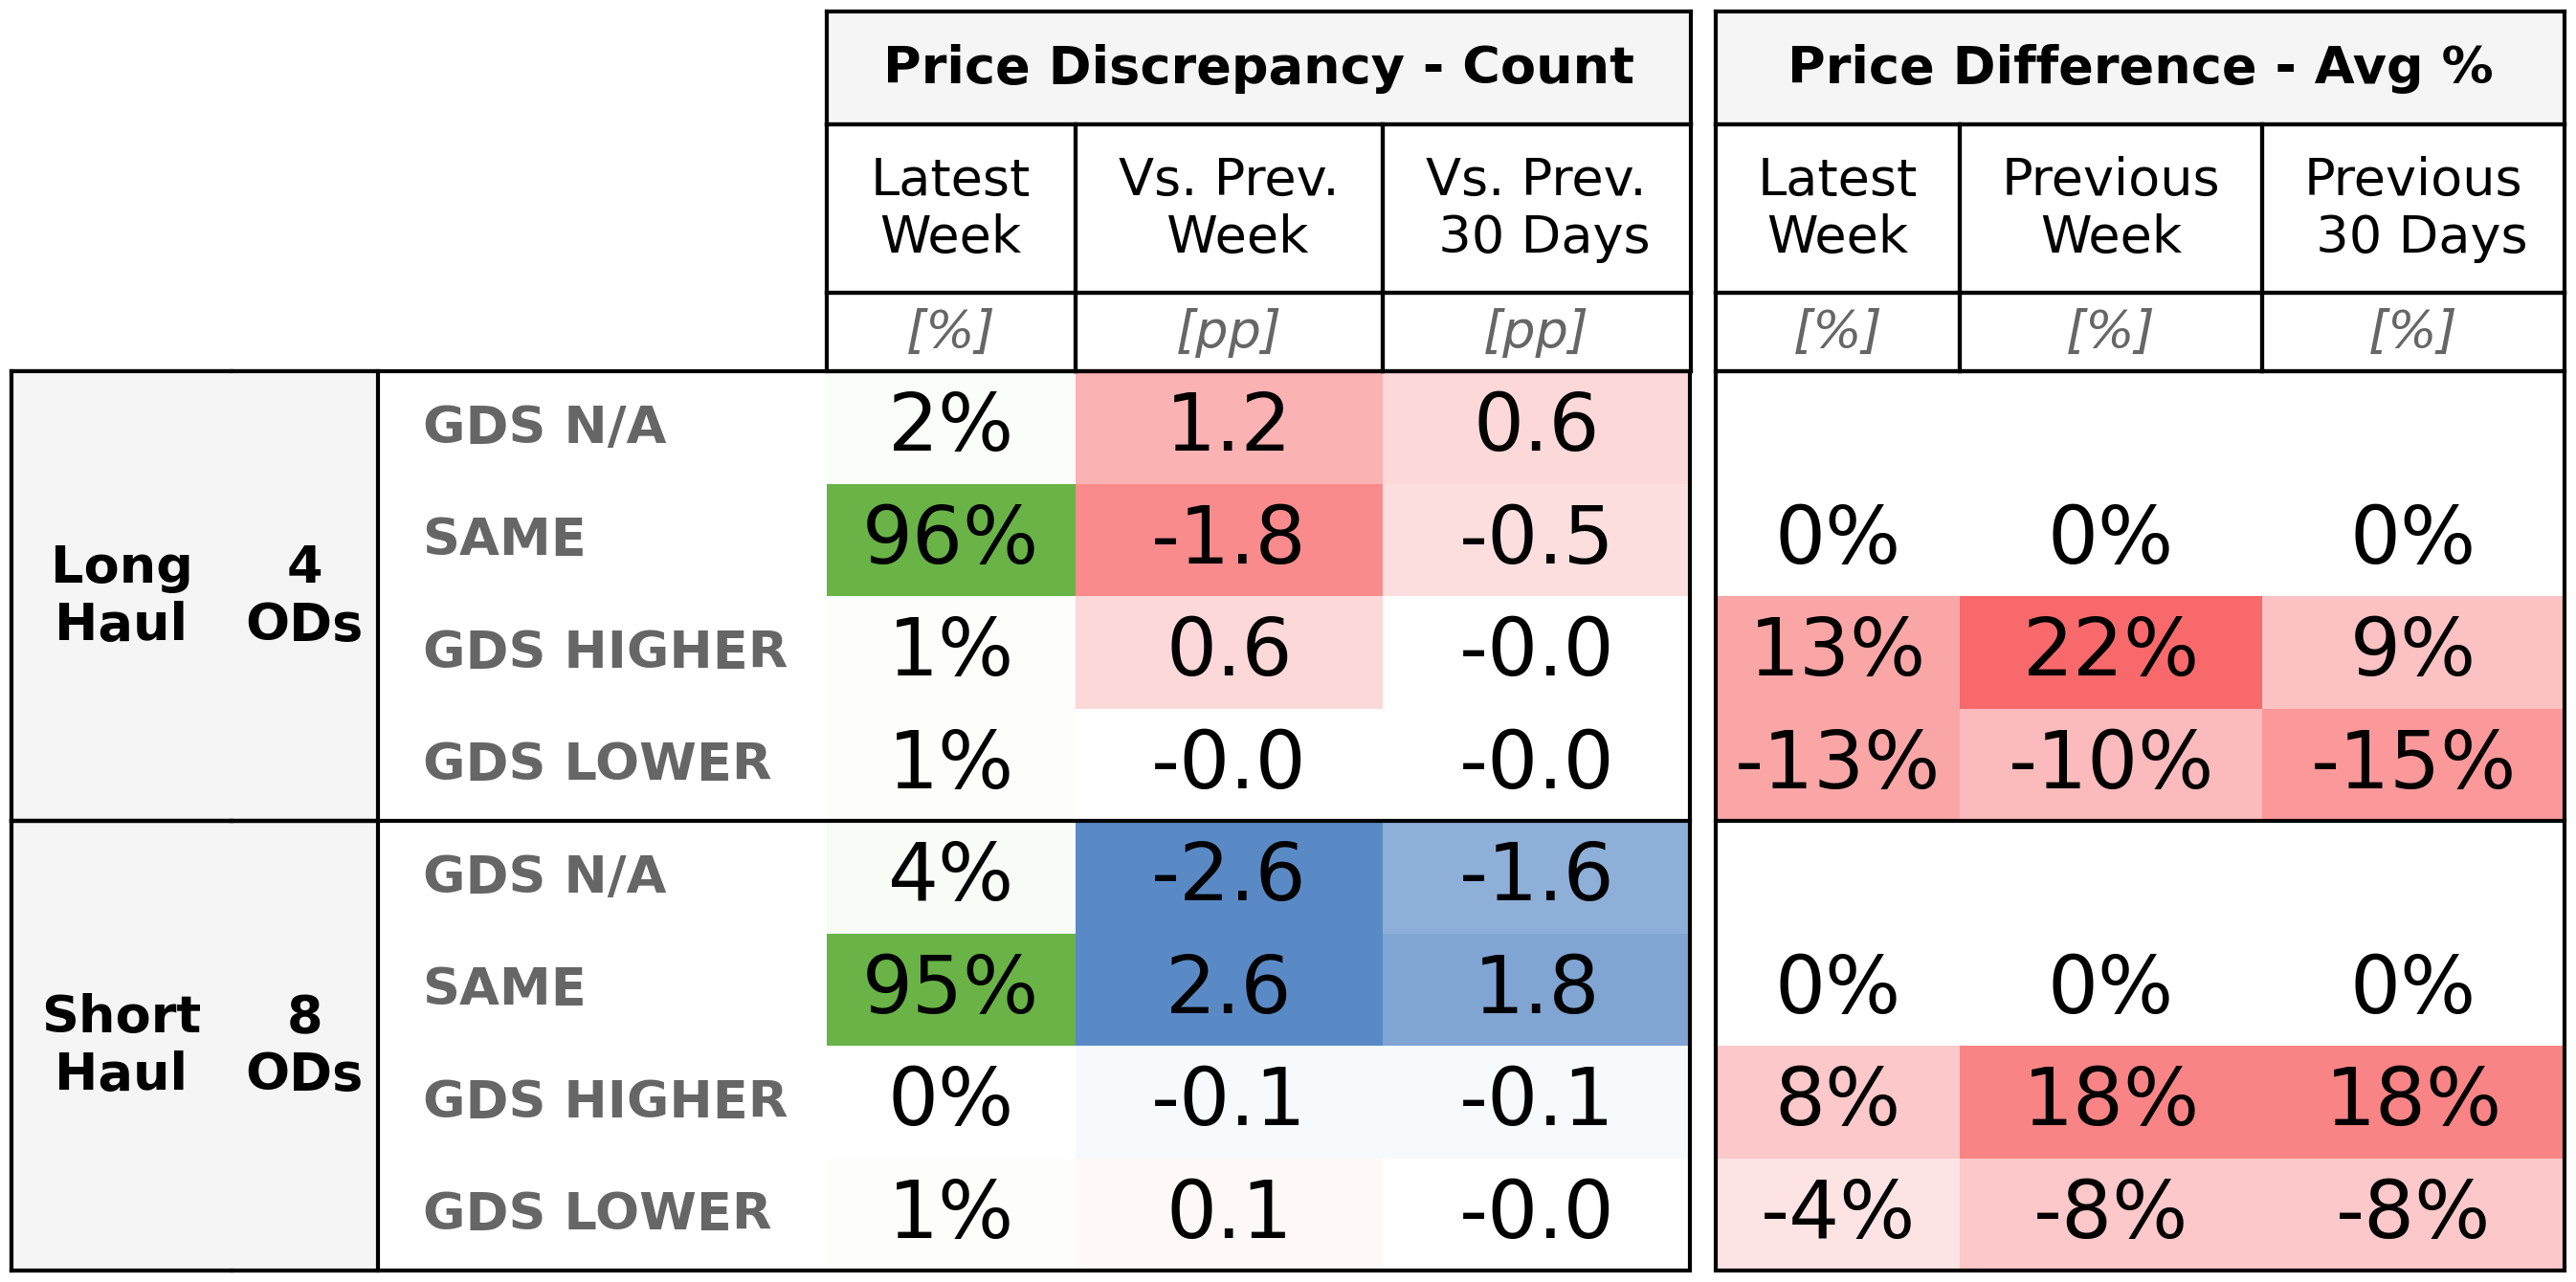 Price Discrepancy - Count Price Difference - Avg %
Latest Week Vs. Prev. Week Vs. Prev. 30 Days Latest Week Previous Week Previous 30 Days
[%] [pp] [pp] [%] [%] [%]
Long Haul 4 ODs
GDS N/A 2% 1.2 0.6
SAME 96% -1.8 -0.5 0% 0% 0%
GDS HIGHER 1% 0.6 -0.0 13% 22% 9%
GDS LOWER 1% -0.0 -0.0 -13% -10% -15%
Short Haul 8 ODs
GDS N/A 4% -2.6 -1.6
SAME 95% 2.6 1.8 0% 0% 0%
GDS HIGHER 0% -0.1 -0.1 8% 18% 18%
GDS LOWER 1% 0.1 -0.0 -4% -8% -8%